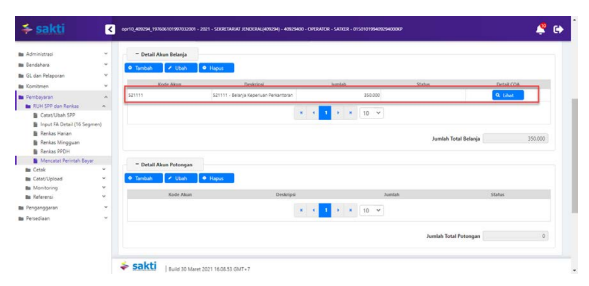 sakti
opr10_409294_197606101997032001 - 2021 - SEKRETARIAT JENDERAL(409294) - 40929400 - OPERATOR - SATKER -
Administrasi
Bendahara
GL dan Pelaporan
Komitmen
Pembayaran
RUH SPP dan Renkas
Catat/Ubah SPP
Input FA Detail (16 Segmen)
Renkas Harian
Renkas Mingguan
Renkas PPDH
Mencatat Perintah Bayar
Cetak
Catat/Upload
Monitoring
Referensi
Penganggaran
Persediaan
Detail Akun Belanja
Tambah Ubah Hapus
Kode Akun Deskripsi Jumlah Status Detail COA
521111 521111 - Belanja Keperluan Perkantoran 350.000 Lihat
1 10
Jumlah Total Belanja 350.000
Detail Akun Potongan
Tambah Ubah Hapus
Kode Akun Deskripsi Jumlah Status
1 10
Jumlah Total Potongan 0
sakti | Build 30 Maret 2021 16:08:33 GMT+7